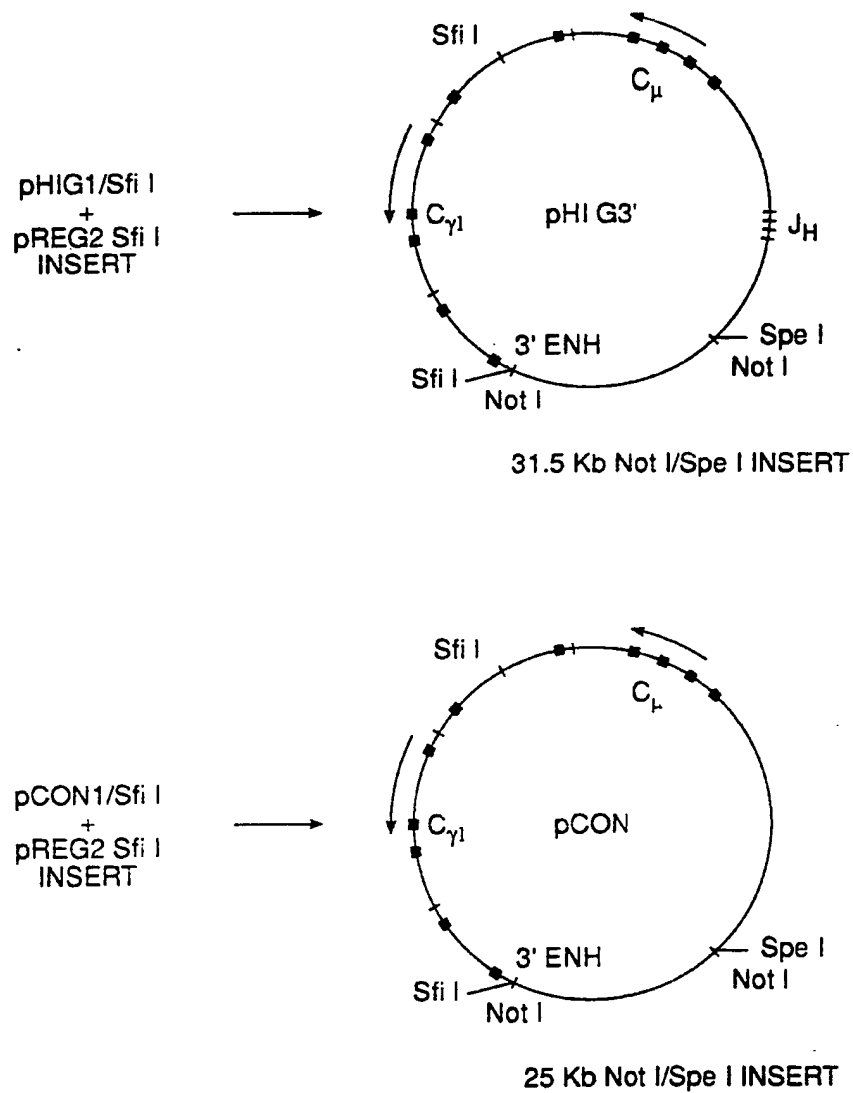 Sfi I
Cμ
pHIG1/Sfi I
+
pREG2 Sfi I
INSERT
Cγ1
pHI G3'
JH
3' ENH
Spe I
Sfi I
Not I
Not I
31.5 Kb Not I/Spe I INSERT
Sfi I
Cμ
pCON1/Sfi I
+
pREG2 Sfi I
INSERT
Cγ1
pCON
3' ENH
Spe I
Sfi I
Not I
Not I
25 Kb Not I/Spe I INSERT